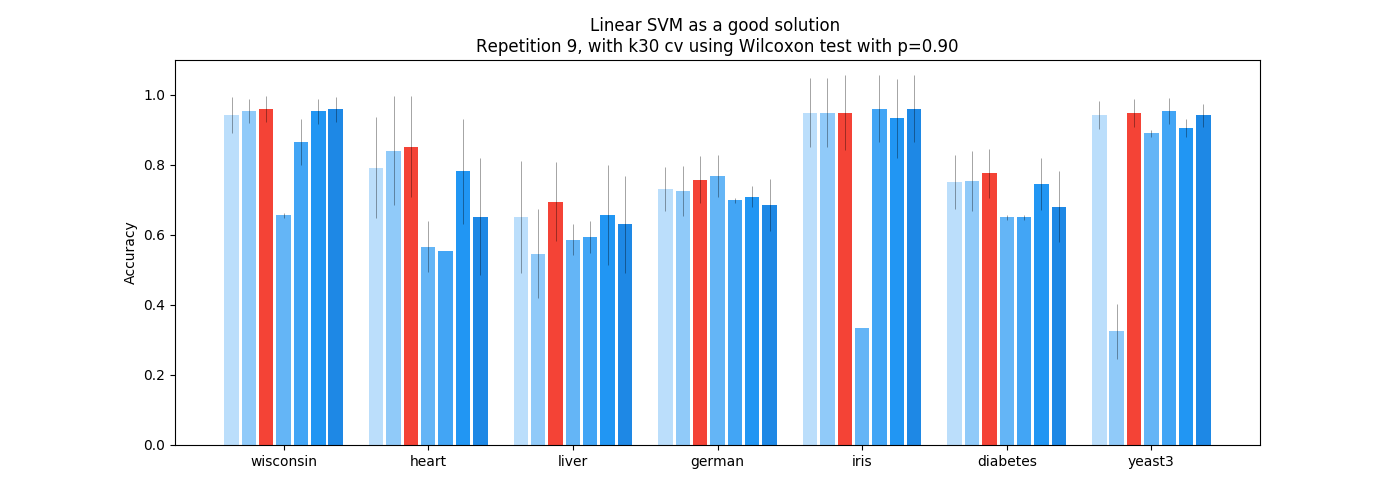 Linear SVM as a good solution
Repetition 9, with k30 cv using Wilcoxon test with p=0.90
1.0
0.8
0.6
0.4
0.2
0.0
Accuracy
wisconsin heart liver german iris diabetes yeast3